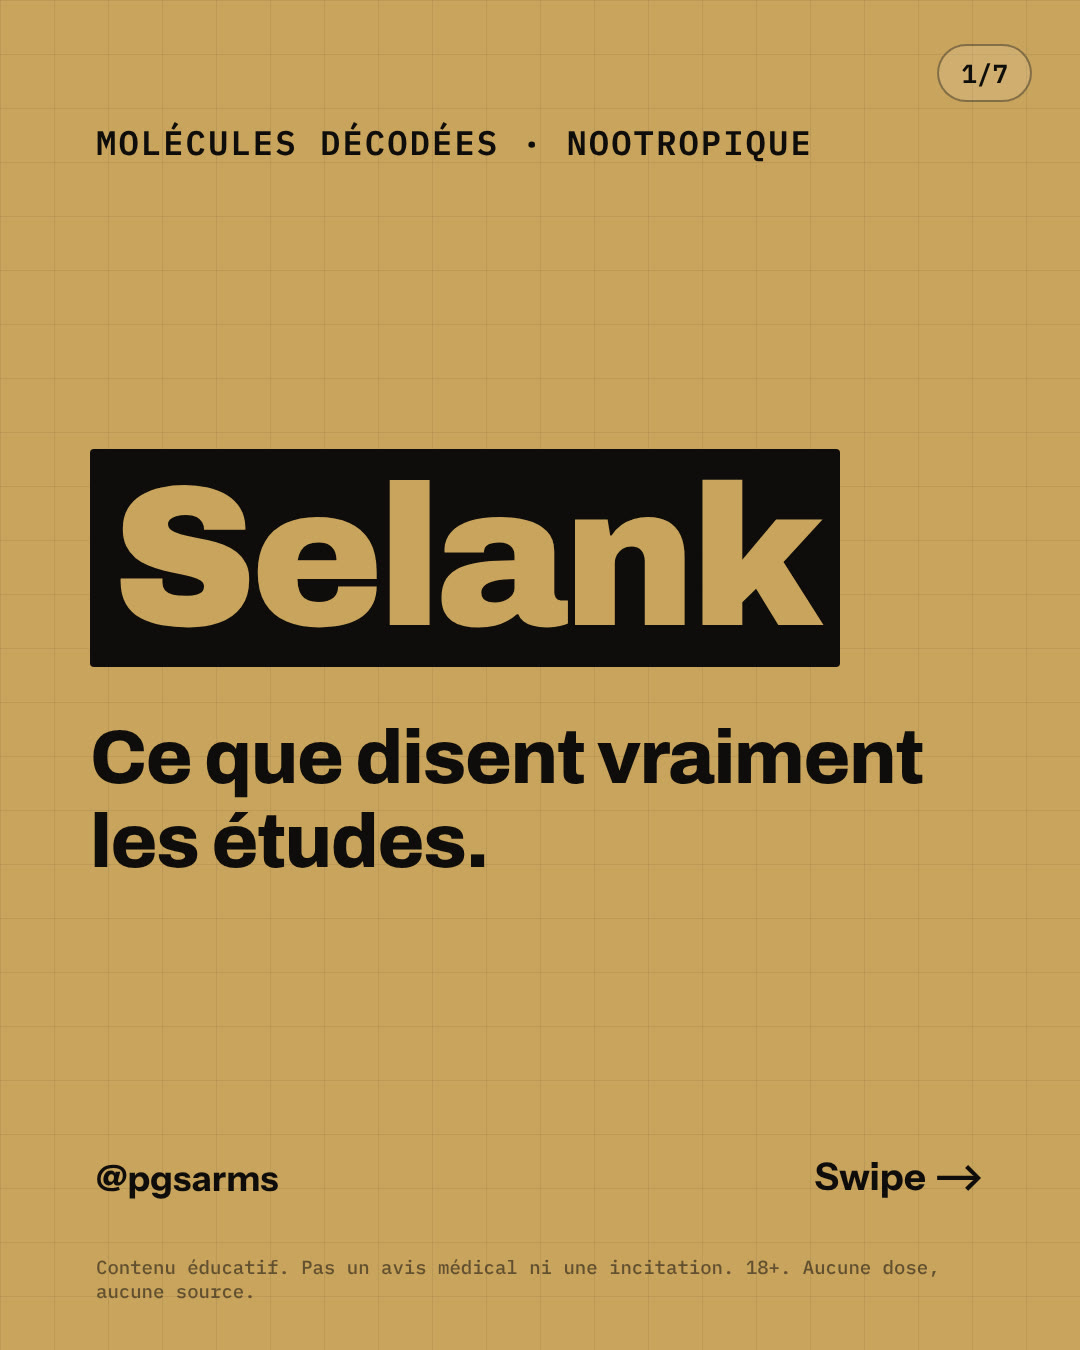 1/7
MOLÉCULES DÉCODÉES · NOOTROPIQUE
Selank
Ce que disent vraiment
les études.
@pgsarms
Swipe →
Contenu éducatif. Pas un avis médical ni une incitation. 18+. Aucune dose,
aucune source.